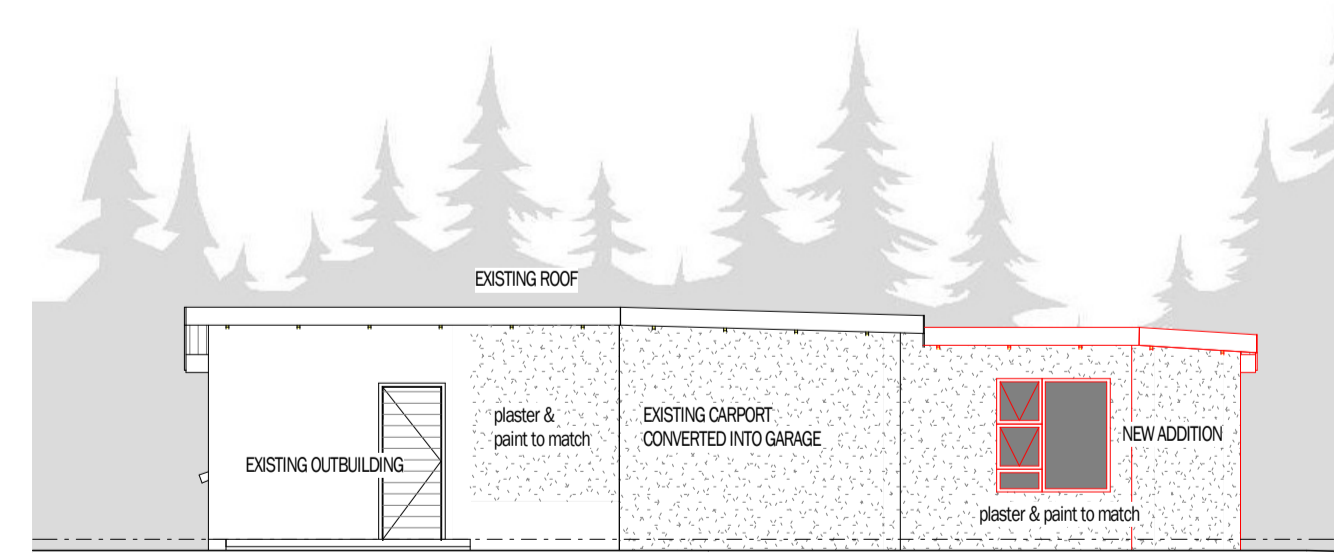 EXISTING ROOF
plaster &
paint to match
EXISTING CARPORT
CONVERTED INTO GARAGE
EXISTING OUTBUILDING
NEW ADDITION
plaster & paint to match